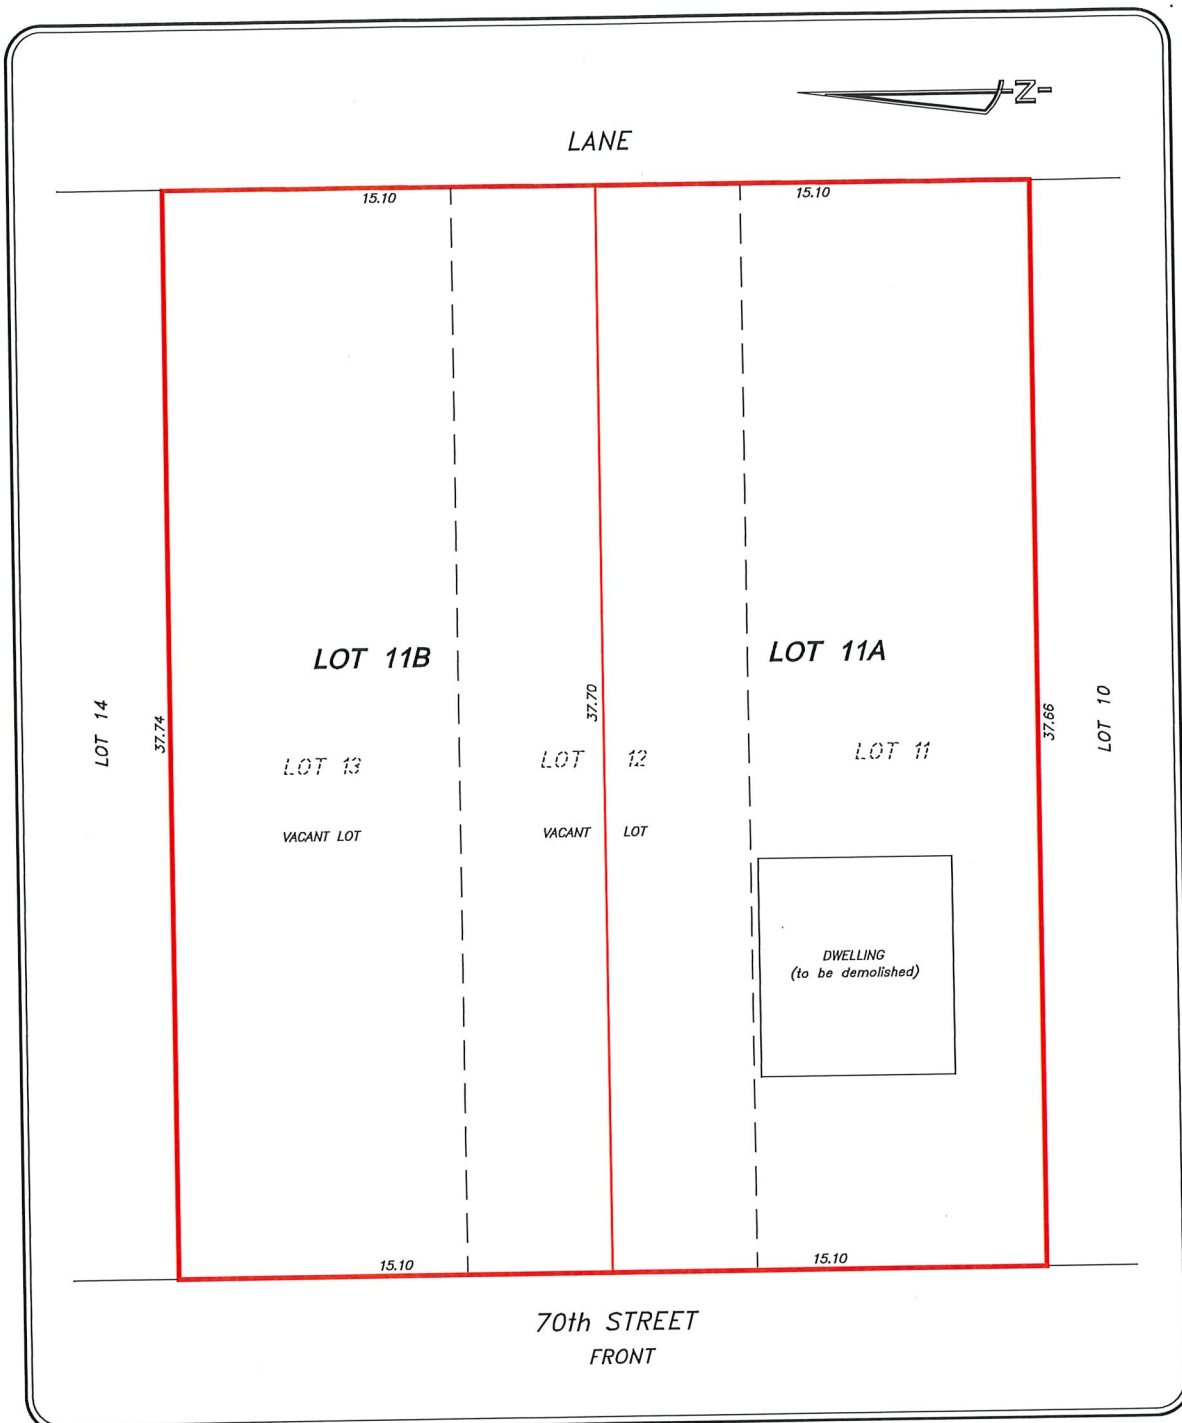 -Z-
LANE
15.10
15.10
LOT 11B
LOT 11A
LOT 14
37.74
37.70
37.66
LOT 10
LOT 13
LOT 12
LOT 11
VACANT LOT
VACANT LOT
DWELLING
(to be demolished)
15.10
15.10
70th STREET
FRONT